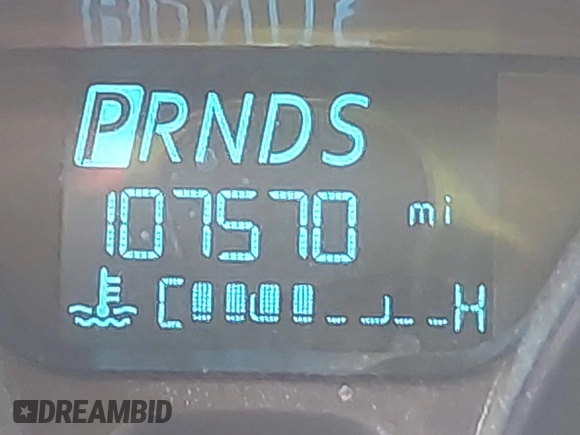 PRNDS
107570 mi
C H
DREAMBID